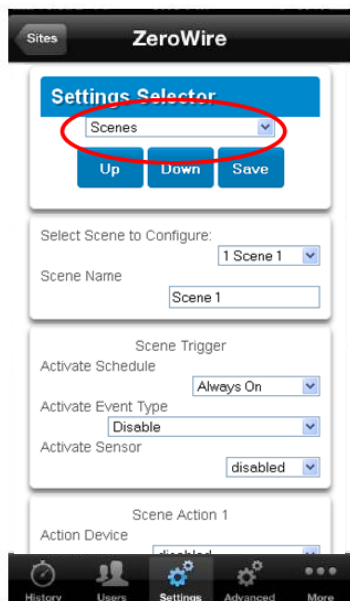 Sites ZeroWire
Settings Selector
Scenes
Up Down Save
Select Scene to Configure:
1 Scene 1
Scene Name
Scene 1
Scene Trigger
Activate Schedule
Always On
Activate Event Type
Disable
Activate Sensor
disabled
Scene Action 1
Action Device
disabled
History Users Settings Advanced More